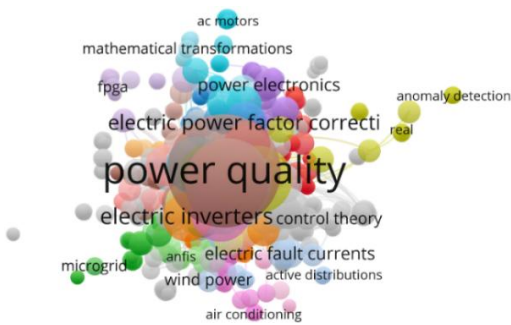 ac motors
mathematical transformations
fpga
power electronics
anomaly detection
electric power factor correcti
real
power quality
electric inverters
control theory
microgrid
anfis
electric fault currents
wind power
active distributions
air conditioning